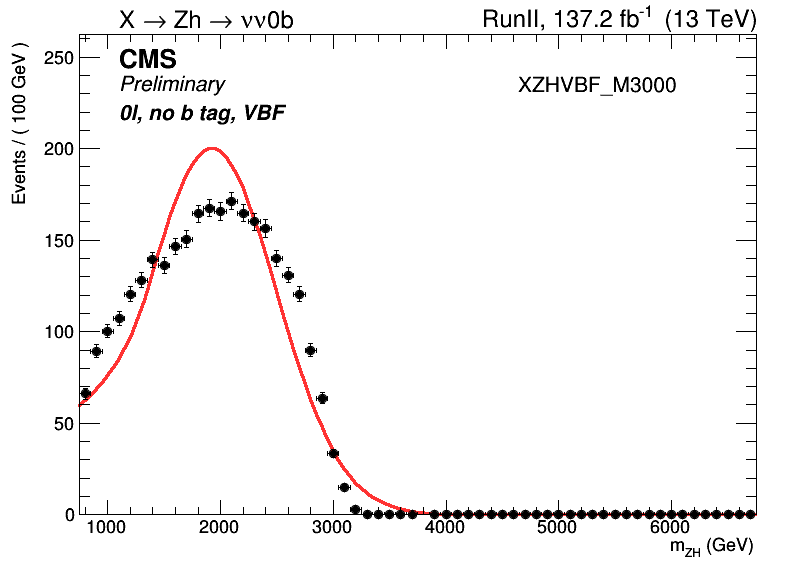 X → Zh → νν0b
RunII, 137.2 fb⁻¹ (13 TeV)
CMS
Preliminary
0l, no b tag, VBF
XZHVBF_M3000
Events / ( 100 GeV )
250
200
150
100
50
0
1000 2000 3000 4000 5000 6000
m_ZH (GeV)